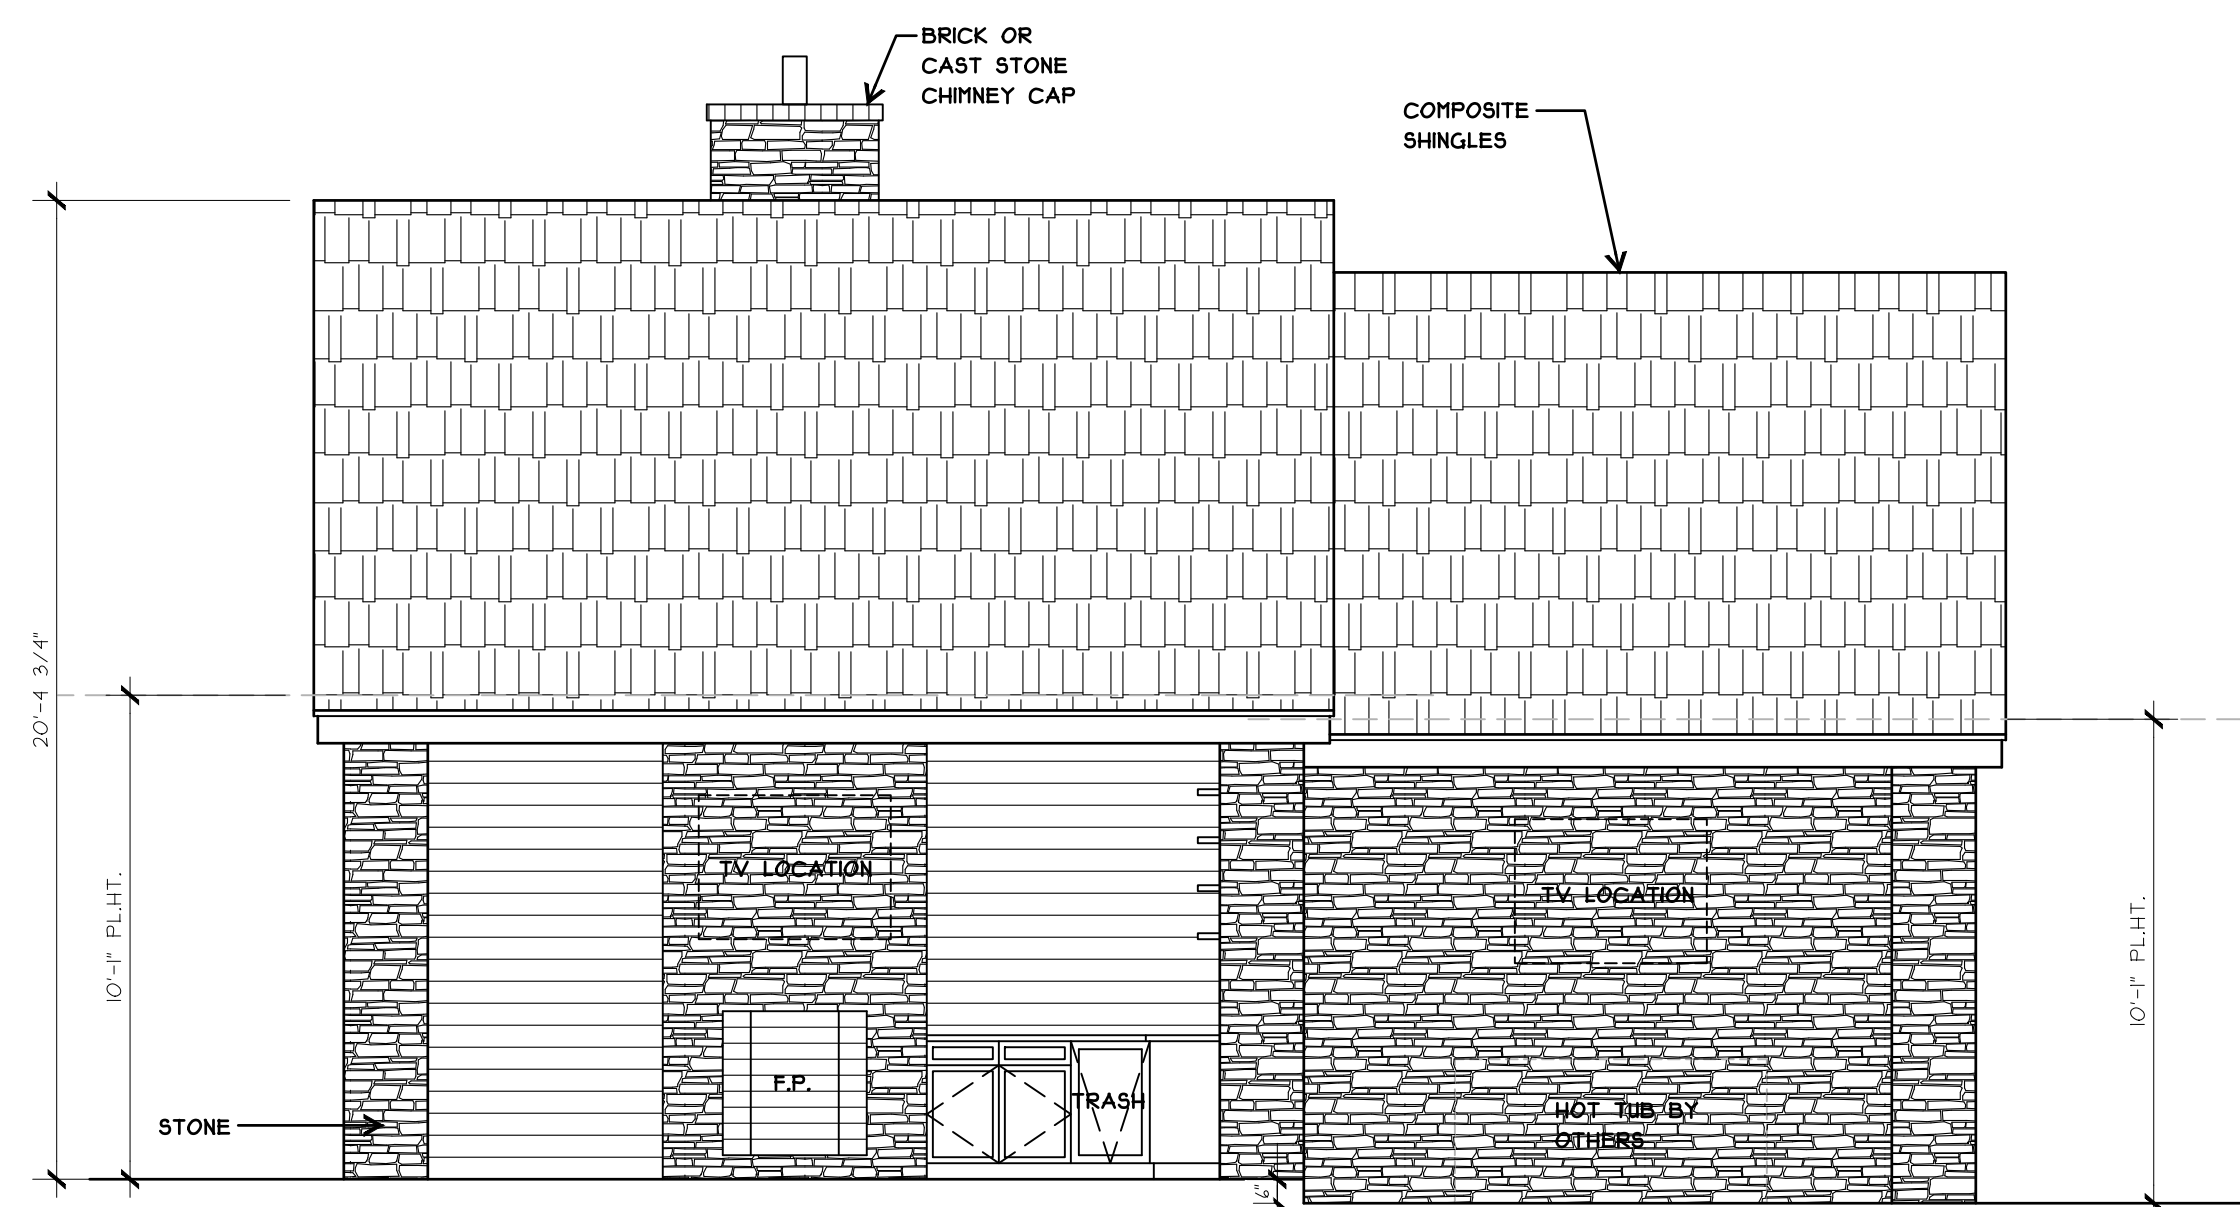 BRICK OR
CAST STONE
CHIMNEY CAP
COMPOSITE
SHINGLES
20'-4 3/4"
10'-1" PL.HT.
TV LOCATION
TV LOCATION
10'-1" PL.HT.
F.P.
TRASH
STONE
HOT TUB BY
OTHERS
6"